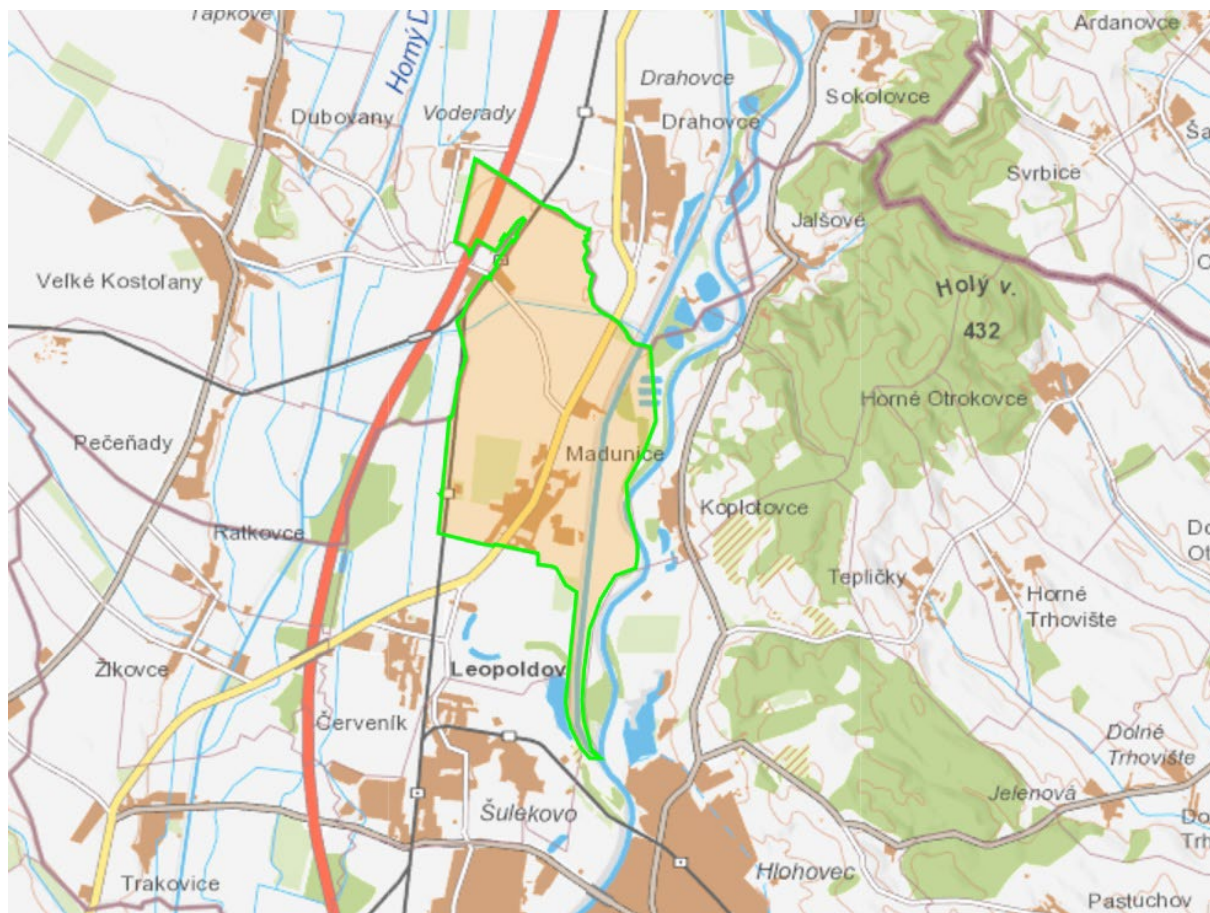 Ťapkové
Horný D
Ardanovce
Drahovce
Sokolovce
Dubovany
Voderady
Drahovce
Ša
Svrbice
Jalšové
O
Veľké Kostoľany
Holý v.
432
Horné Otrokovce
Pečeňady
Madunice
Koplotovce
Ratkovce
Do
Ot
Tepličky
Horné
Trhovište
Žlkovce
Leopoldov
Červeník
Dolné
Trhovište
Jelenová
Šulekovo
Do
Trh
Hlohovec
Trakovice
Pastuchov